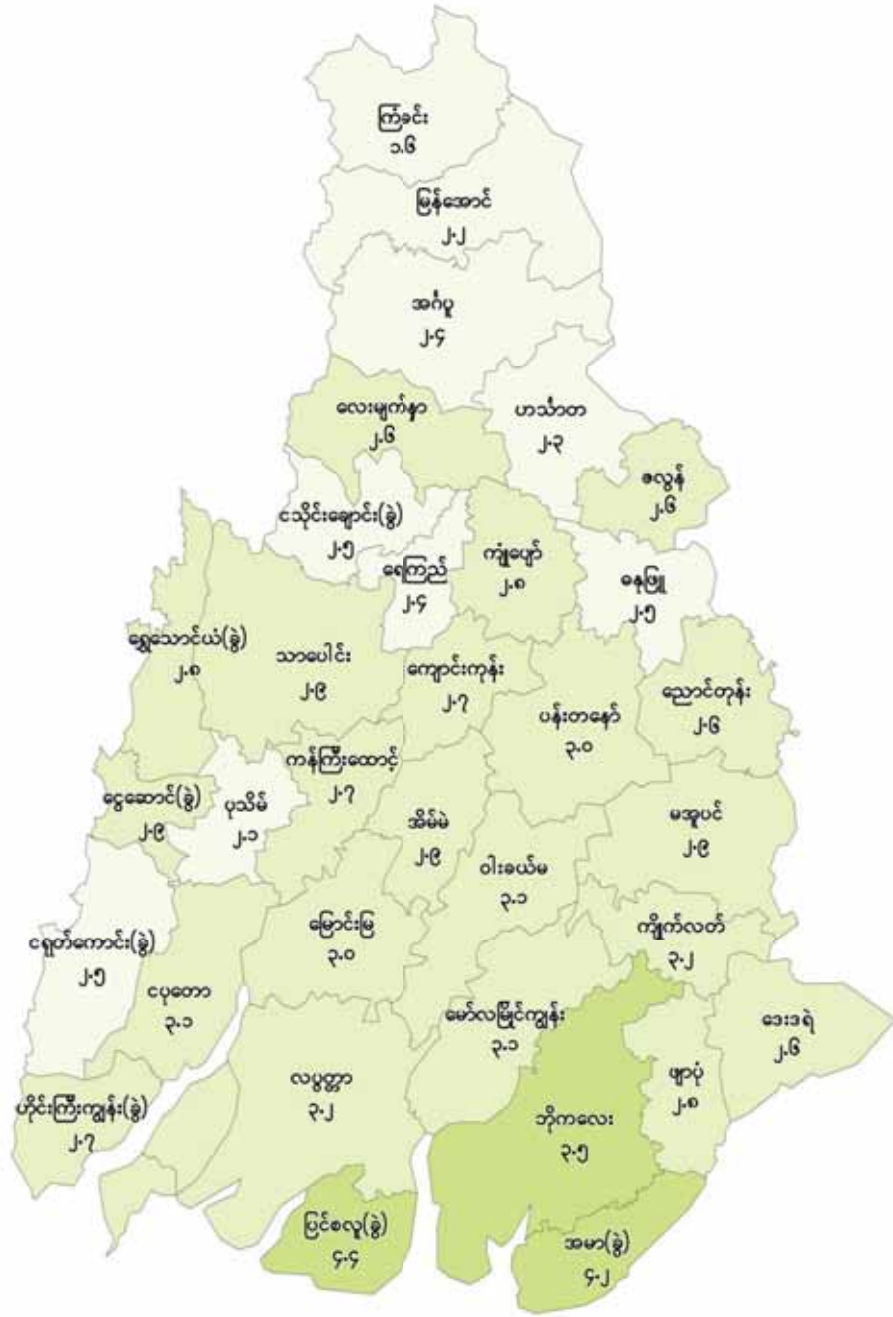 ကြံခင်း
၁.၆
မြန်အောင်
၂.၂
အင်္ဂပူ
၂.၄
လေးမျက်နှာ
၂.၆
ဟင်္သာတ
၂.၃
ဇလွန်
၂.၆
ငသိုင်းချောင်း(ခွဲ)
၂.၅
ရေကြည်
၂.၄
ကျုံပျော်
၂.၈
ဓနုဖြူ
၂.၅
ရွှေသောင်ယံ(ခွဲ)
၂.၈
သာပေါင်း
၂.၉
ကျောင်းကုန်း
၂.၇
ပန်းတနော်
၃.၀
ညောင်တုန်း
၂.၆
ငွေဆောင်(ခွဲ)
၂.၉
ပုသိမ်
၂.၁
ကန်ကြီးထောင့်
၂.၇
အိမ်မဲ
၂.၉
ဝါးခယ်မ
၃.၁
မအူပင်
၂.၉
ငရုတ်ကောင်း(ခွဲ)
၂.၅
ငပုတော
၃.၁
မြောင်းမြ
၃.၀
ကျိုက်လတ်
၃.၂
မော်လမြိုင်ကျွန်း
၃.၁
ဒေးဒရဲ
၂.၆
ဖျာပုံ
၂.၈
ဟိုင်းကြီးကျွန်း(ခွဲ)
၂.၇
လပွတ္တာ
၃.၂
ဘိုကလေး
၃.၅
ပြင်စလူ(ခွဲ)
၄.၄
အမာ(ခွဲ)
၄.၂